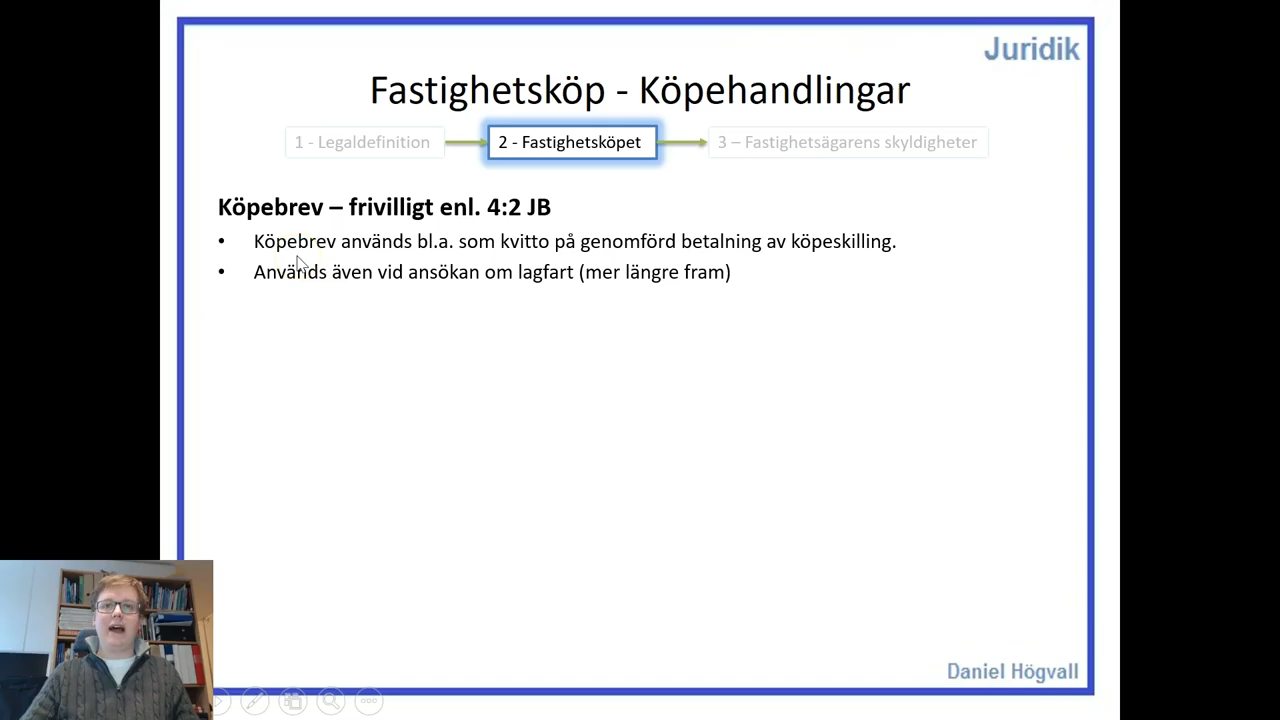 Juridik
Fastighetsköp - Köpehandlingar
1 - Legaldefinition
2 - Fastighetsköpet
3 – Fastighetsägarens skyldigheter
Köpebrev – frivilligt enl. 4:2 JB
• Köpebrev används bl.a. som kvitto på genomförd betalning av köpeskilling.
• Används även vid ansökan om lagfart (mer längre fram)
Daniel Högvall